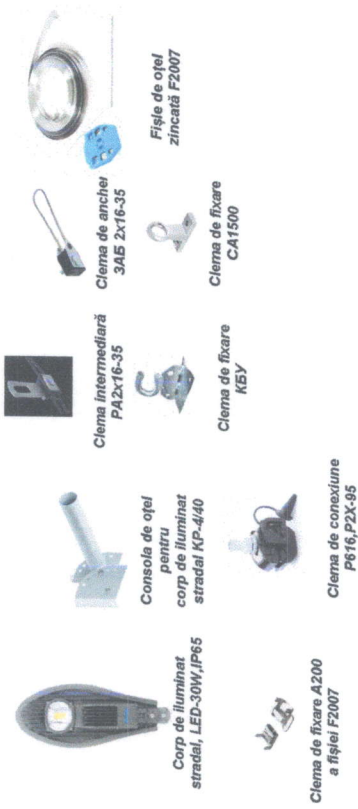 Corp de iluminat
stradal, LED-30W,IP65
Consola de oțel
pentru
corp de iluminat
stradal KP-4/40
Clema intermediară
PA2x16-35
Clema de anchei
ЗАБ 2x16-35
Fișie de oțel
zincată F2007
Clema de fixare A200
a fișiei F2007
Clema de conexiune
P616,P2X-95
Clema de fixare
КБУ
Clema de fixare
CA1500